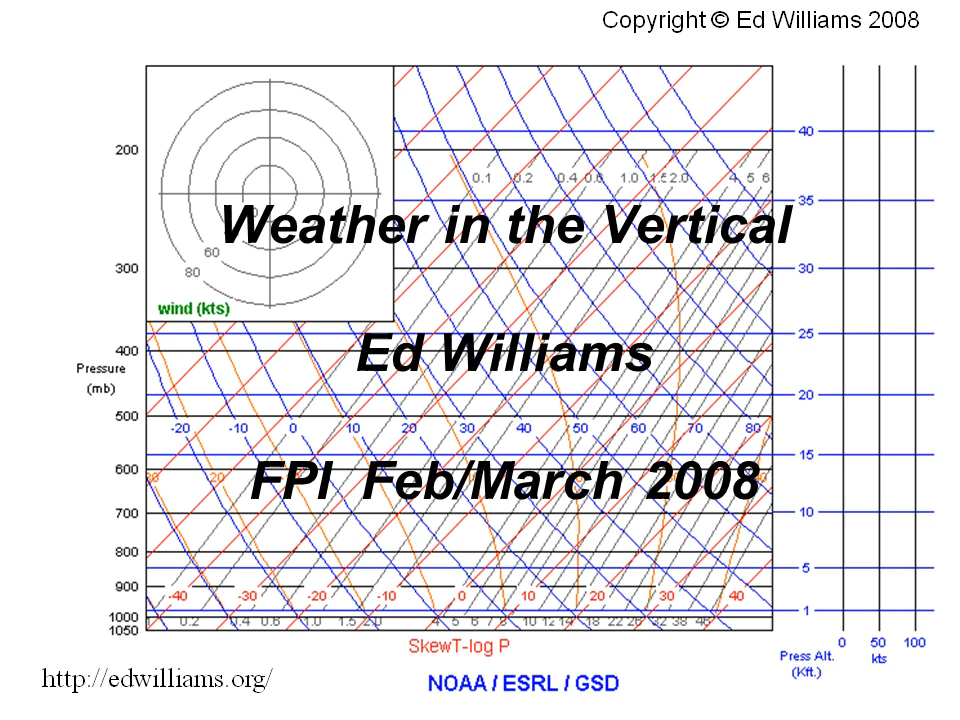 Copyright © Ed Williams 2008
40
200
0.1 0.2 0.4 0.6 1.0 1.5 2.0 4 5 6
35
Weather in the Vertical
60
80
300
30
wind (kts)
25
400
Ed Williams
Pressure
(mb)
20
500
-20 -10 0 10 20 30 40 50 60 70 80
15
600
20
FPI Feb/March 2008
700
10
800
5
900
-40 -30 -20 -10 0 10 20 30 40
1
1000
0.2 0.4 0.6 1.0 1.5 2.0 4 5 6 7 8 10 12 14 18 22 26 32 38 46
1050
0 50 100
kts
SkewT-log P
Press Alt.
(Kft.)
http://edwilliams.org/
NOAA / ESRL / GSD